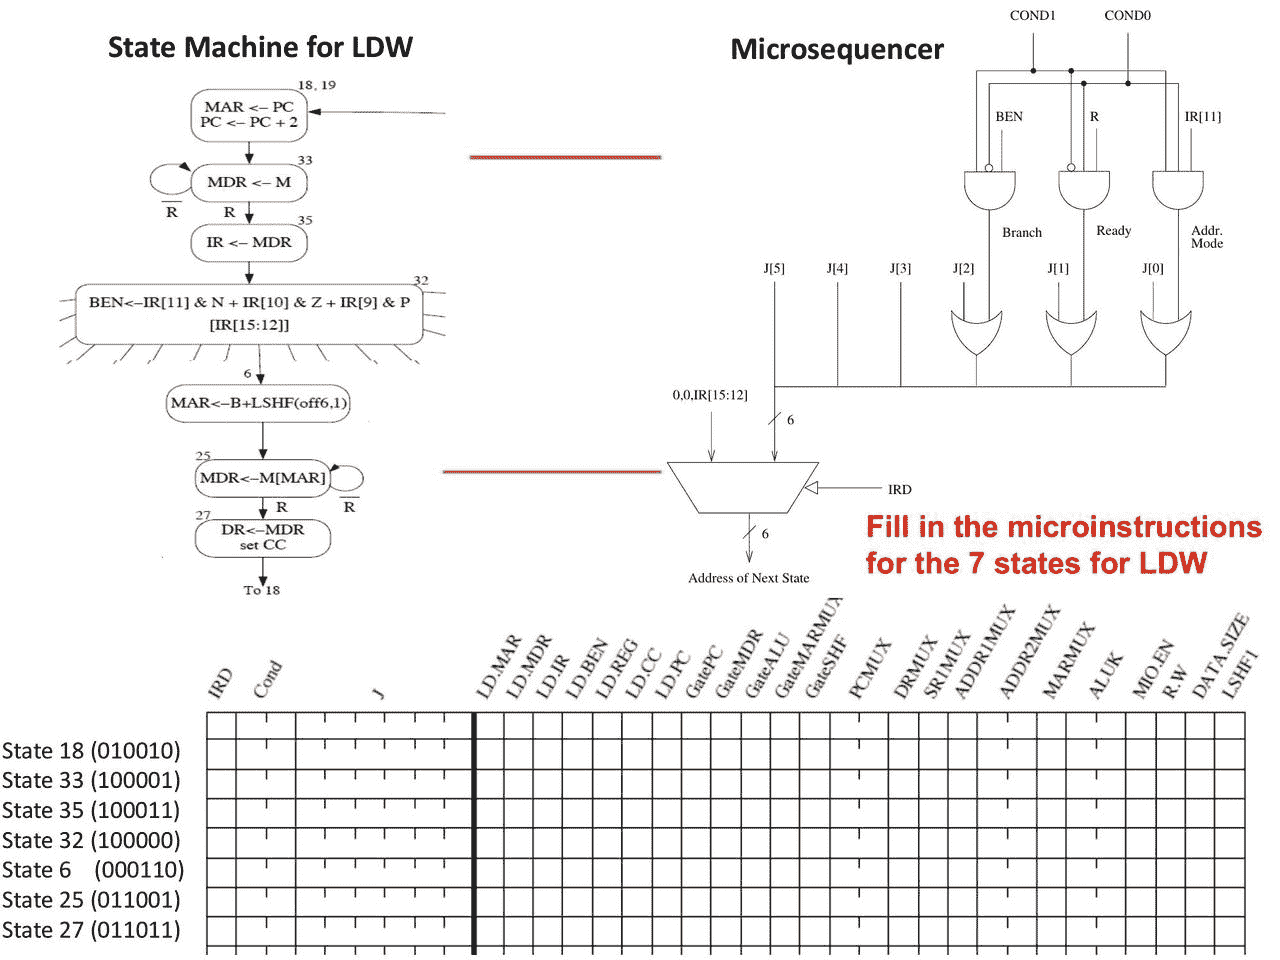 State Machine for LDW
18, 19
MAR <– PC
PC <– PC + 2
33
MDR <– M
R
R
35
IR <– MDR
32
BEN<–IR[11] & N + IR[10] & Z + IR[9] & P
[IR[15:12]]
6
MAR<–B+LSHF(off6,1)
25
MDR<–M[MAR]
R
R
27
DR<–MDR
set CC
To 18
Microsequencer
COND1
COND0
BEN
R
IR[11]
Branch
Ready
Addr.
Mode
J[5]
J[4]
J[3]
J[2]
J[1]
J[0]
0,0,IR[15:12]
6
IRD
6
Address of Next State
Fill in the microinstructions
for the 7 states for LDW
IRD
Cond
J
LD.MAR
LD.MDR
LD.IR
LD.BEN
LD.REG
LD.CC
LD.PC
GatePC
GateMDR
GateALU
GateMARMUX
GateSHF
PCMUX
DRMUX
SR1MUX
ADDR1MUX
ADDR2MUX
MARMUX
ALUK
MIO.EN
R.W
DATA.SIZE
LSHF1
State 18 (010010)
State 33 (100001)
State 35 (100011)
State 32 (100000)
State 6 (000110)
State 25 (011001)
State 27 (011011)